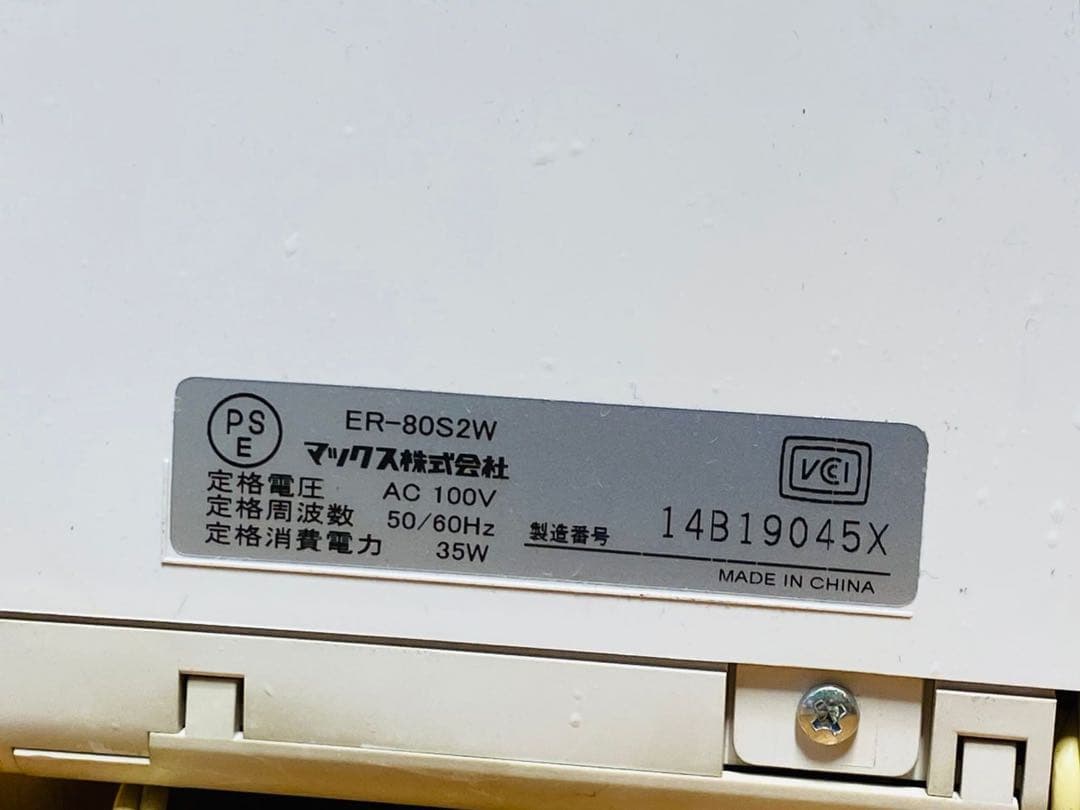 PS
E
ER-80S2W
マックス株式会社
定格電圧 AC 100V
定格周波数 50/60Hz
定格消費電力 35W
VCCI
製造番号 14B19045X
MADE IN CHINA